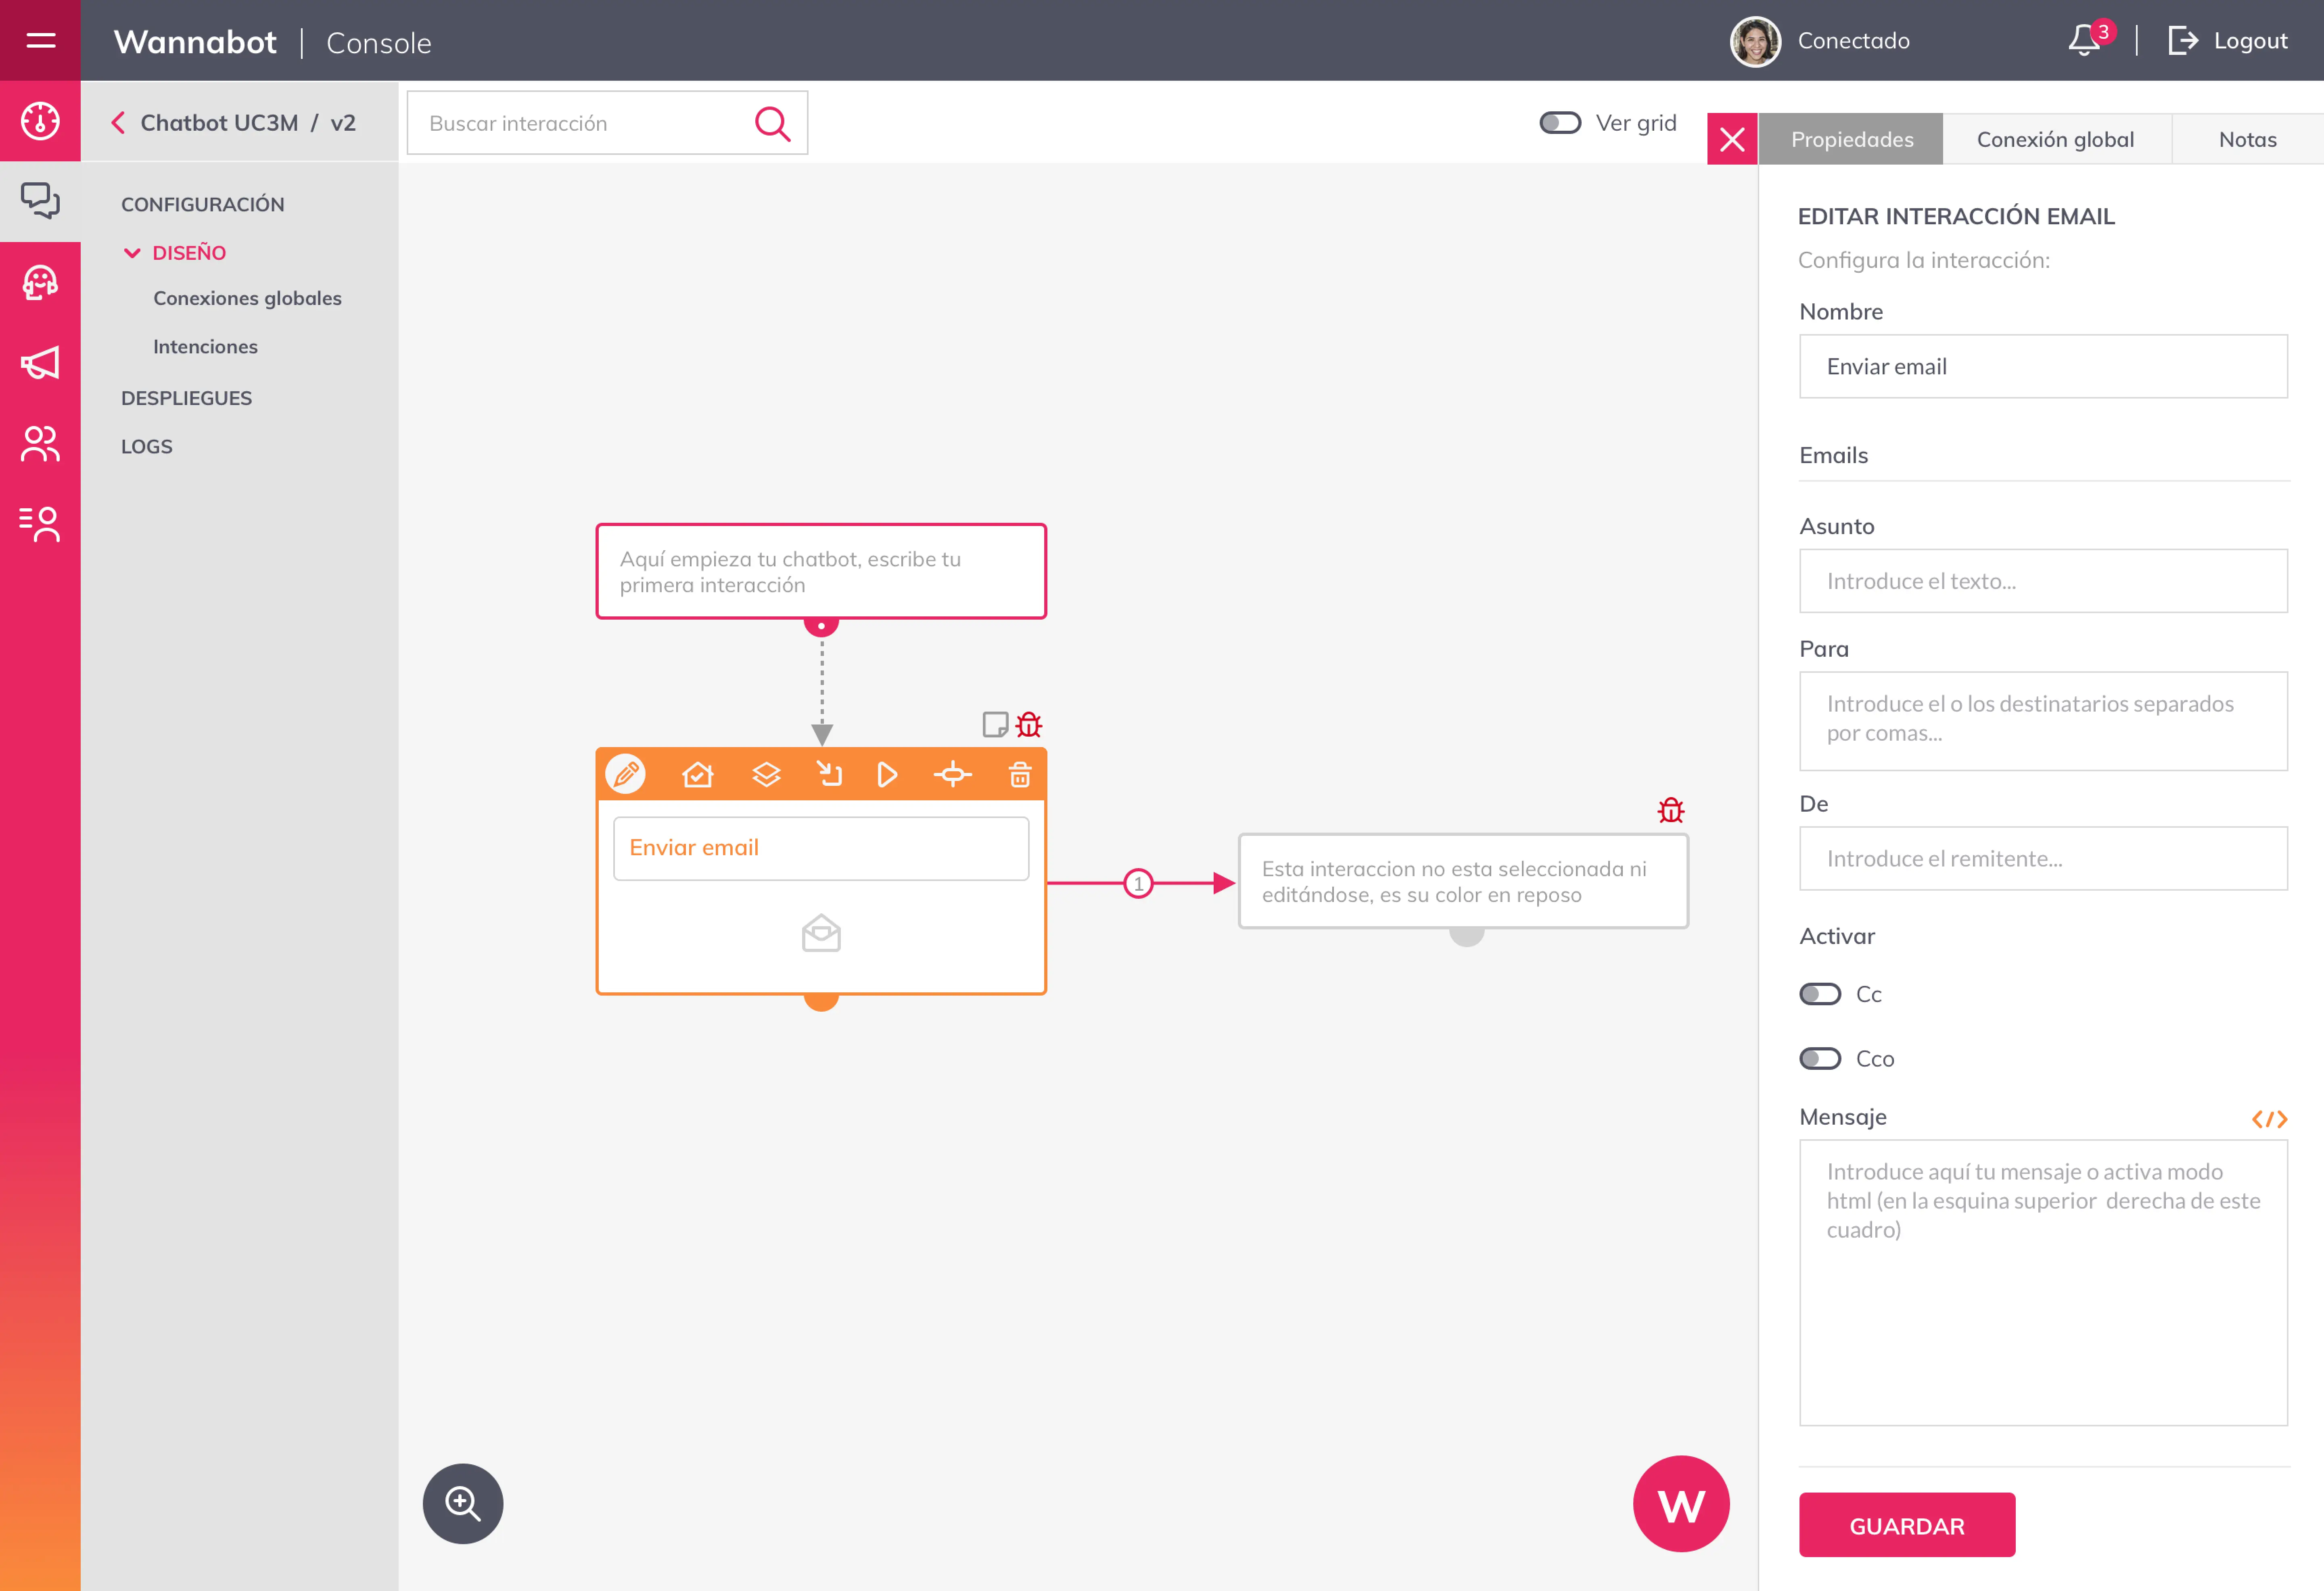 Wannabot | Console
Conectado
3
Logout
Chatbot UC3M / v2
Buscar interacción
Ver grid
CONFIGURACIÓN
DISEÑO
Conexiones globales
Intenciones
DESPLIEGUES
LOGS
Aquí empieza tu chatbot, escribe tu
primera interacción
Enviar email
1
Esta interaccion no esta seleccionada ni
editándose, es su color en reposo
W
Propiedades
Conexión global
Notas
EDITAR INTERACCIÓN EMAIL
Configura la interacción:
Nombre
Enviar email
Emails
Asunto
Introduce el texto...
Para
Introduce el o los destinatarios separados
por comas...
De
Introduce el remitente...
Activar
Cc
Cco
Mensaje
</>
Introduce aquí tu mensaje o activa modo
html (en la esquina superior  derecha de este
cuadro)
GUARDAR